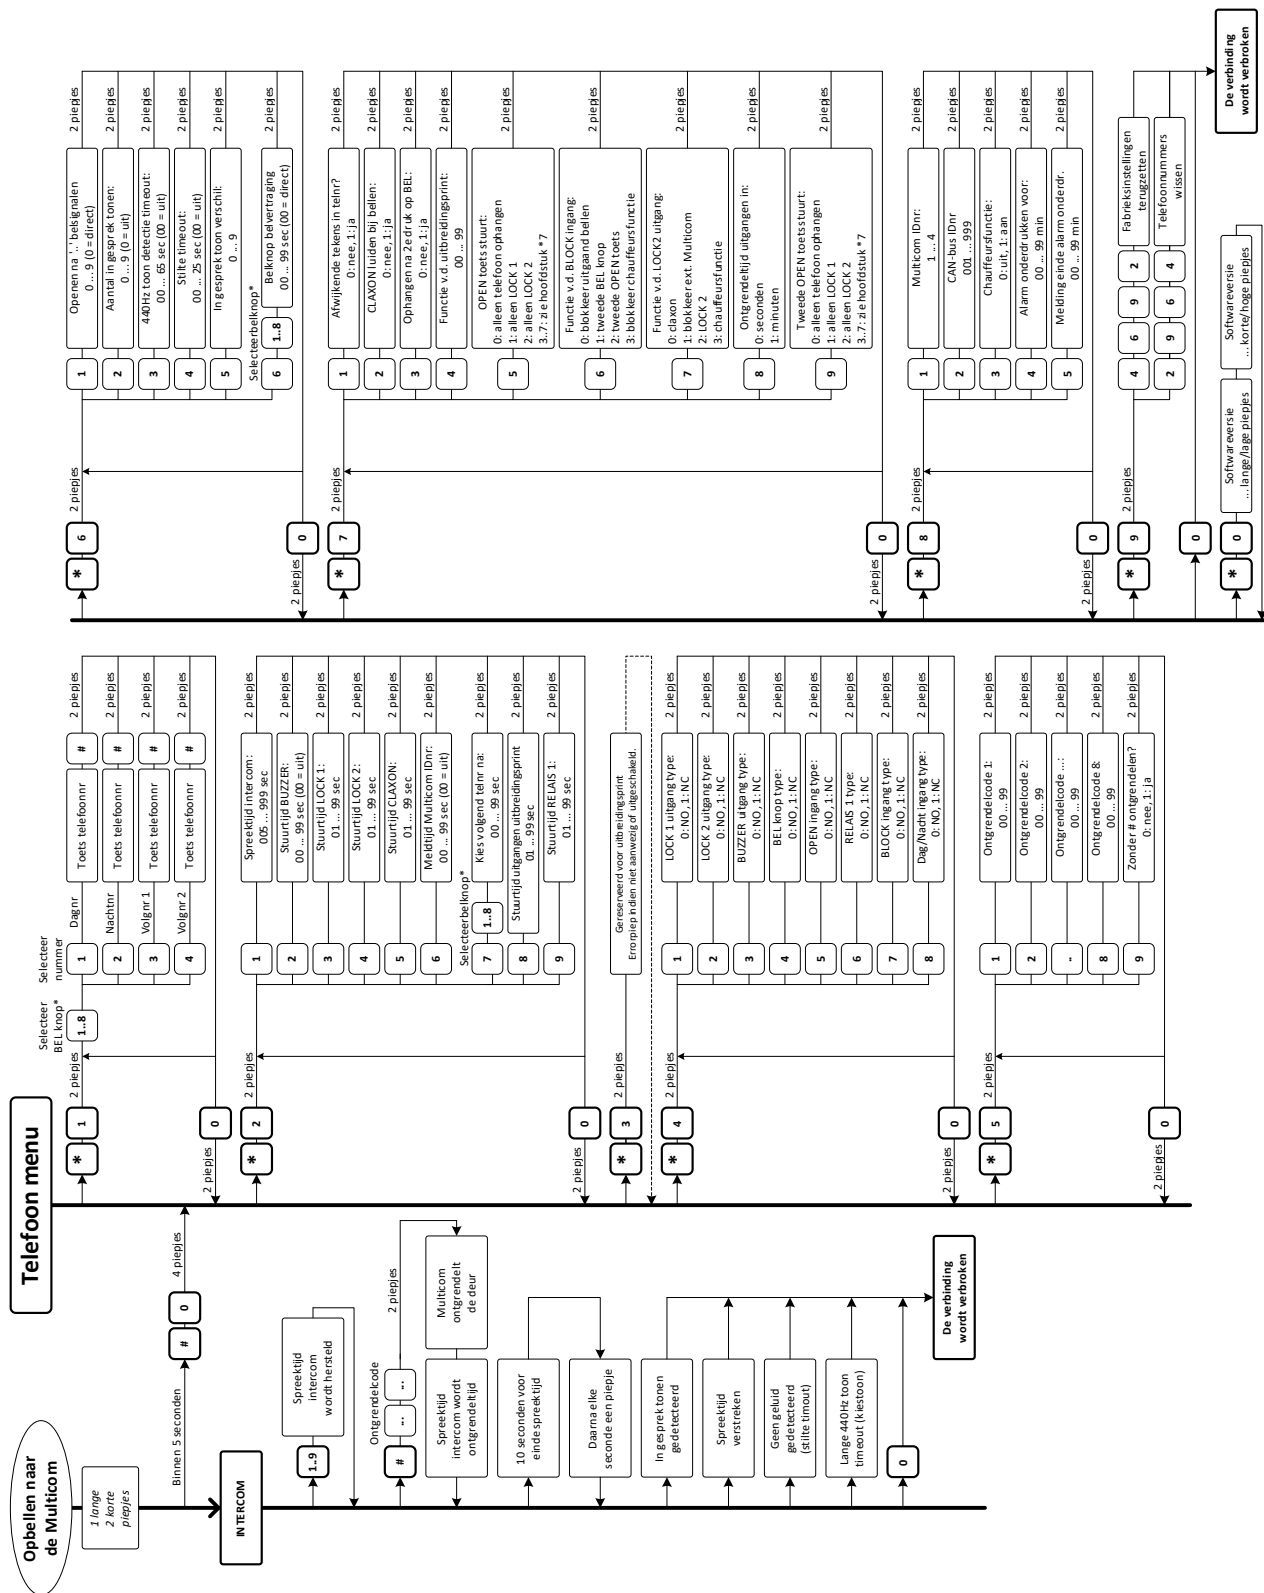 Opbellen naar
de Multicom
1 lange
2 korte
piepjes
Binnen 5 seconden
#
0
4 piepjes
INTERCOM
1..9
Spreektijd
intercom
wordt hersteld
Ontgrendelcode
#
...
...
2 piepjes
Spreektijd
intercom wordt
ontgrendeltijd
Multicom
ontgrendelt
de deur
10 seconden voor
einde spreektijd
Daarna elke
seconde een piepje
In gesprek tonen
gedetecteerd
Spreektijd
verstreken
Geen geluid
gedetecteerd
(stilte timout)
Lange 440Hz toon
timeout (kiestoon)
0
De verbinding
wordt verbroken
Telefoon menu
*
1
2 piepjes
Selecteer
BEL knop*
1..8
Selecteer
nummer
1
Dagnr
Toets telefoonnr
#
2 piepjes
2
Nachtnr
Toets telefoonnr
#
2 piepjes
3
Volgnr 1
Toets telefoonnr
#
2 piepjes
4
Volgnr 2
Toets telefoonnr
#
2 piepjes
2 piepjes
0
*
2
2 piepjes
1
Spreektijd intercom:
005 ... 999 sec
2 piepjes
2
Stuurtijd BUZZER:
00 ... 99 sec (00 = uit)
2 piepjes
3
Stuurtijd LOCK 1:
01 ... 99 sec
2 piepjes
4
Stuurtijd LOCK 2:
01 ... 99 sec
2 piepjes
5
Stuurtijd CLAXON:
01 ... 99 sec
2 piepjes
6
Meldtijd Multicom IDnr:
00 ... 99 sec (00 = uit)
2 piepjes
Selecteer belknop*
7
1..8
Kies volgend telnr na:
00 ... 99 sec
2 piepjes
8
Stuurtijd uitgangen uitbreidingsprint
01 ... 99 sec
2 piepjes
9
Stuurtijd RELAIS 1:
01 ... 99 sec
2 piepjes
2 piepjes
0
*
3
2 piepjes
Gereserveerd voor uitbreidingsprint
Errorpiep indien niet aanwezig of uitgeschakeld.
*
4
2 piepjes
1
LOCK 1 uitgang type:
0: NO, 1: NC
2 piepjes
2
LOCK 2 uitgang type:
0: NO, 1: NC
2 piepjes
3
BUZZER uitgang type:
0: NO, 1: NC
2 piepjes
4
BEL knop type:
0: NO, 1: NC
2 piepjes
5
OPEN ingang type:
0: NO, 1: NC
2 piepjes
6
RELAIS 1 type:
0: NO, 1: NC
2 piepjes
7
BLOCK ingang type:
0: NO, 1: NC
2 piepjes
8
Dag/Nacht ingang type:
0: NO, 1: NC
2 piepjes
2 piepjes
0
*
5
2 piepjes
1
Ontgrendelcode 1:
00 ... 99
2 piepjes
2
Ontgrendelcode 2:
00 ... 99
2 piepjes
..
Ontgrendelcode ...:
00 ... 99
2 piepjes
8
Ontgrendelcode 8:
00 ... 99
2 piepjes
9
Zonder # ontgrendelen?
0: nee, 1: ja
2 piepjes
2 piepjes
0
*
6
2 piepjes
1
Openen na '..' belsignalen
0 ... 9 (0 = direct)
2 piepjes
2
Aantal in gesprek tonen:
0 ... 9 (0 = uit)
2 piepjes
3
440Hz toon detectie timeout:
00 ... 65 sec (00 = uit)
2 piepjes
4
Stilte timeout:
00 ... 25 sec (00 = uit)
2 piepjes
5
In gesprek toon verschil:
0 ... 9
2 piepjes
Selecteer belknop*
6
1..8
Belknop belvertraging
00 ... 99 sec (00 = direct)
2 piepjes
2 piepjes
0
*
7
2 piepjes
1
Afwijkende tekens in telnr?
0: nee, 1: ja
2 piepjes
2
CLAXON luiden bij bellen:
0: nee, 1: ja
2 piepjes
3
Ophangen na 2e druk op BEL:
0: nee, 1: ja
2 piepjes
4
Functie v.d. uitbreidingsprint:
00 ... 99
2 piepjes
5
OPEN toets stuurt:
0: alleen telefoon ophangen
1: alleen LOCK 1
2: alleen LOCK 2
3..7: zie hoofdstuk *7
2 piepjes
6
Functie v.d. BLOCK ingang:
0: blokkeer uitgaand bellen
1: tweede BEL knop
2: tweede OPEN toets
3: blokkeer chauffeursfunctie
2 piepjes
7
Functie v.d. LOCK2 uitgang:
0: claxon
1: blokkeer ext. Multicom
2: LOCK 2
3: chauffeursfunctie
2 piepjes
8
Ontgrendeltijd uitgangen in:
0: seconden
1: minuten
2 piepjes
9
Tweede OPEN toets stuurt:
0: alleen telefoon ophangen
1: alleen LOCK 1
2: alleen LOCK 2
3..7: zie hoofdstuk *7
2 piepjes
2 piepjes
0
*
8
2 piepjes
1
Multicom IDnr:
1 ... 4
2 piepjes
2
CAN-bus IDnr
001 ... 999
2 piepjes
3
Chauffeursfunctie:
0: uit, 1: aan
2 piepjes
4
Alarm onderdrukken voor:
00 ... 99 min
2 piepjes
5
Melding einde alarm onderdr.
00 ... 99 min
2 piepjes
2 piepjes
0
*
9
2 piepjes
4
6
9
2
Fabrieksinstellingen
terugzetten
2 piepjes
2
9
6
4
Telefoonnummers
wissen
2 piepjes
0
De verbinding
wordt verbroken
*
0
Softwareversie
... lange/lage piepjes
Softwareversie
...korte/hoge piepjes